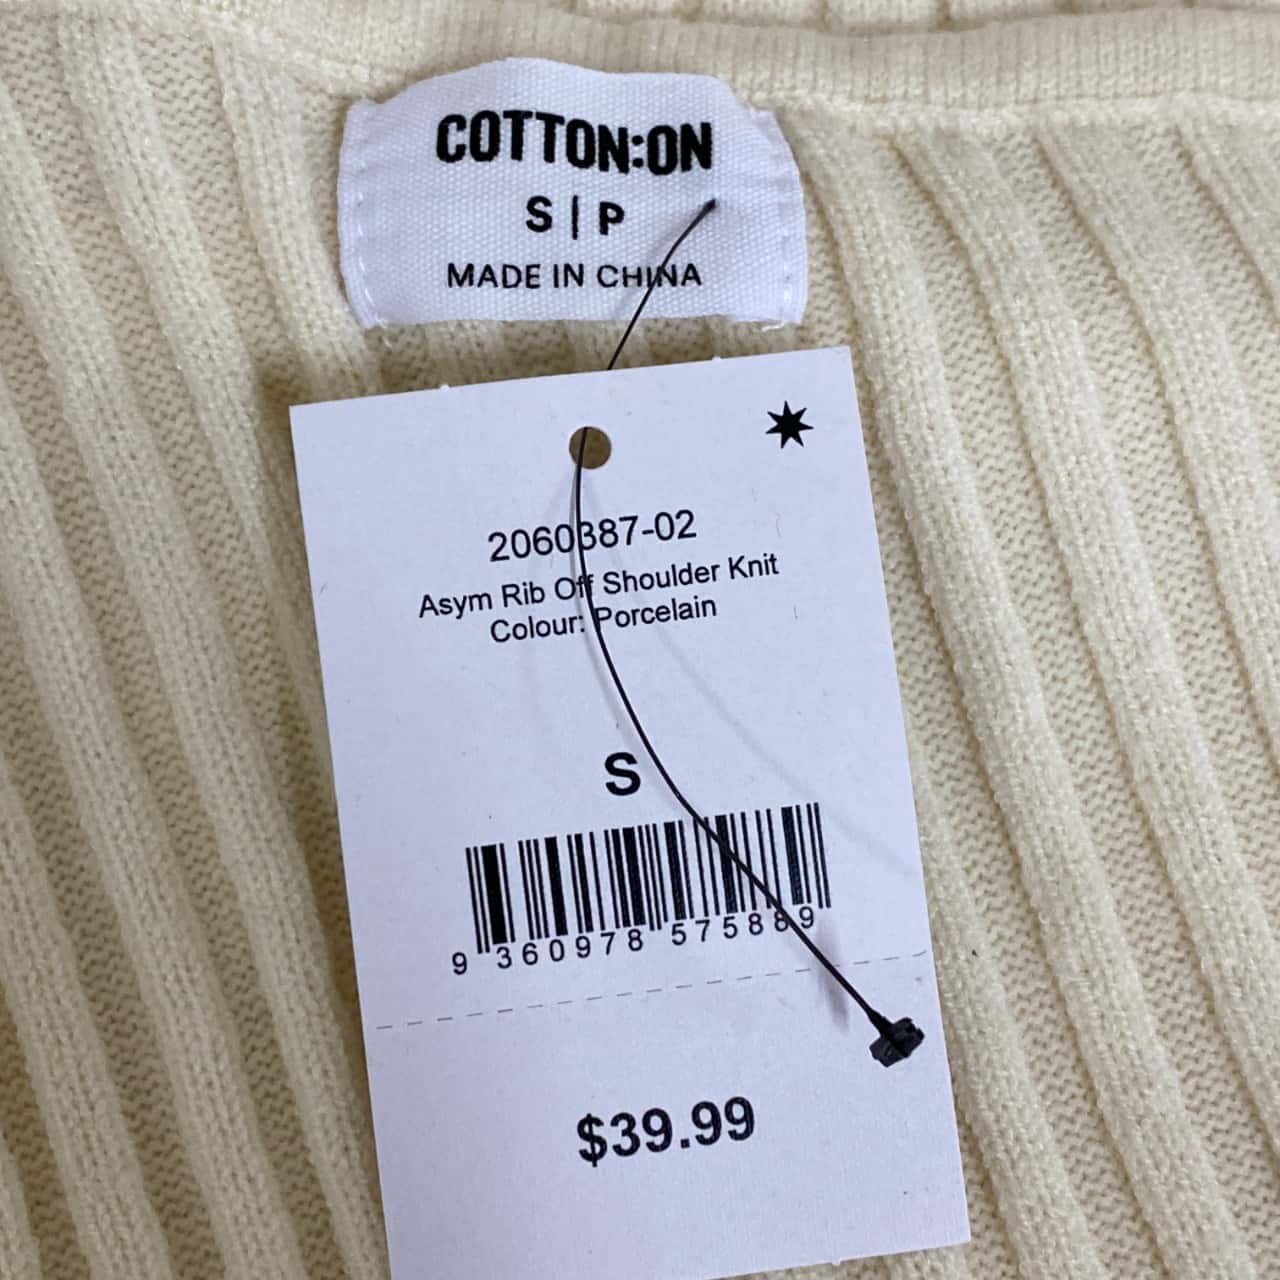 COTTON:ON
S | P
MADE IN CHINA
2060387-02
Asym Rib Off Shoulder Knit
Colour: Porcelain
S
9 360978 575889
$39.99